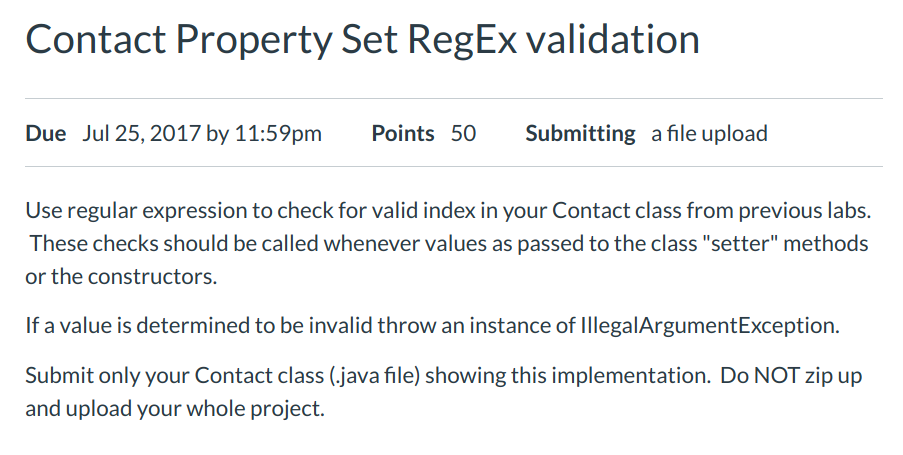 Contact Property Set RegEx validation
Due Jul 25, 2017 by 11:59pm Points 50 Submitting a file upload
Use regular expression to check for valid index in your Contact class from previous labs.
These checks should be called whenever values as passed to the class "setter" methods
or the constructors.
If a value is determined to be invalid throw an instance of IllegalArgumentException.
Submit only your Contact class (.java file) showing this implementation. Do NOT zip up
and upload your whole project.